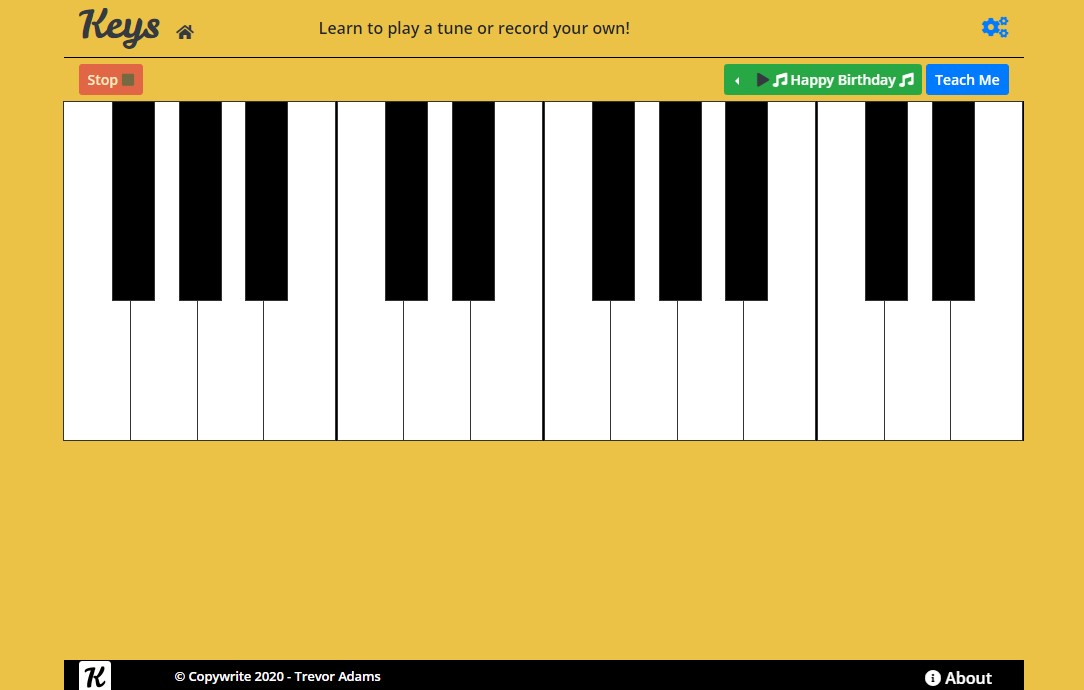 Keys
Learn to play a tune or record your own!
Stop
Happy Birthday
Teach Me
K
© Copywrite 2020 - Trevor Adams
About